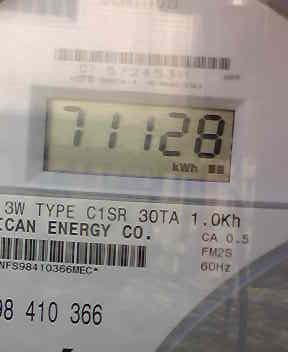 71128
kWh
3W TYPE C1SR 30TA 1.0Kh
ICAN ENERGY CO.
CA 0.5
FM2S
60Hz
NFS98410366MEC*
98 410 366